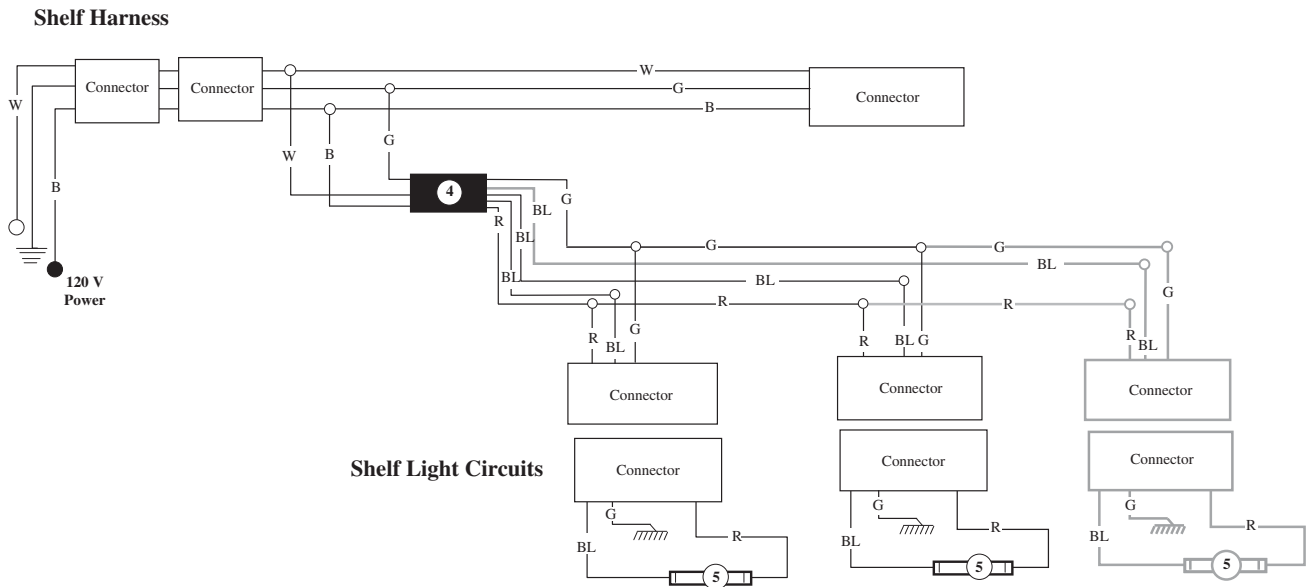 Shelf Harness
W
Connector
Connector
W
G
B
Connector
W
B
G
W
B
4
120 V
Power
R
BL
BL
BL
G
G
G
BL
BL
R
R
R
BL
G
R
BL
G
R
BL
G
Connector
Connector
Connector
Shelf Light Circuits
Connector
Connector
Connector
G
BL
R
5
G
BL
R
5
G
BL
R
5